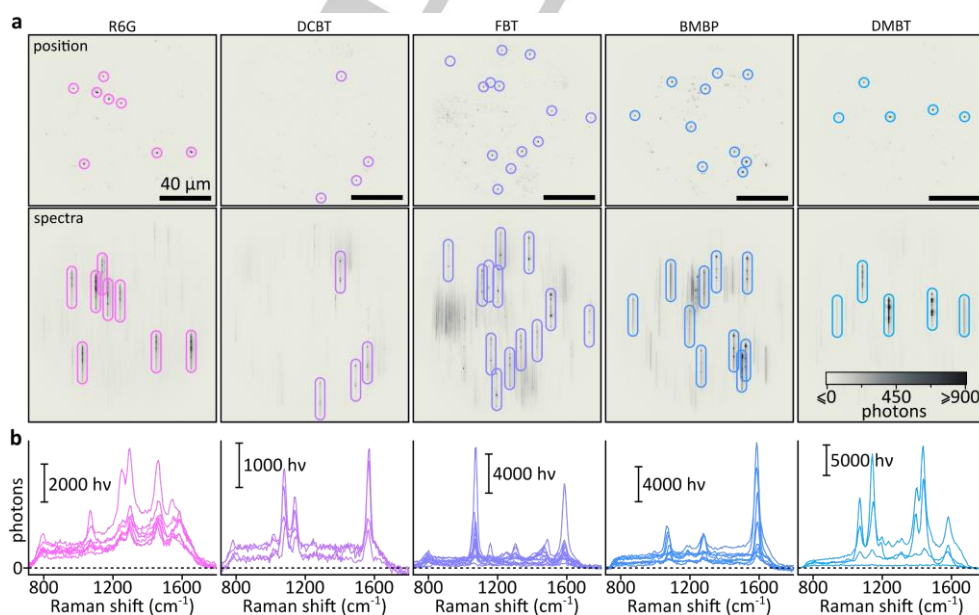 a
R6G DCBT FBT BMBP DMBT
position
40 μm
spectra
⩽0 450 ⩾900
photons
b
2000 hν 1000 hν 4000 hν 4000 hν 5000 hν
photons
0
800 1200 1600 800 1200 1600 800 1200 1600 800 1200 1600 800 1200 1600
Raman shift (cm⁻¹) Raman shift (cm⁻¹) Raman shift (cm⁻¹) Raman shift (cm⁻¹) Raman shift (cm⁻¹)